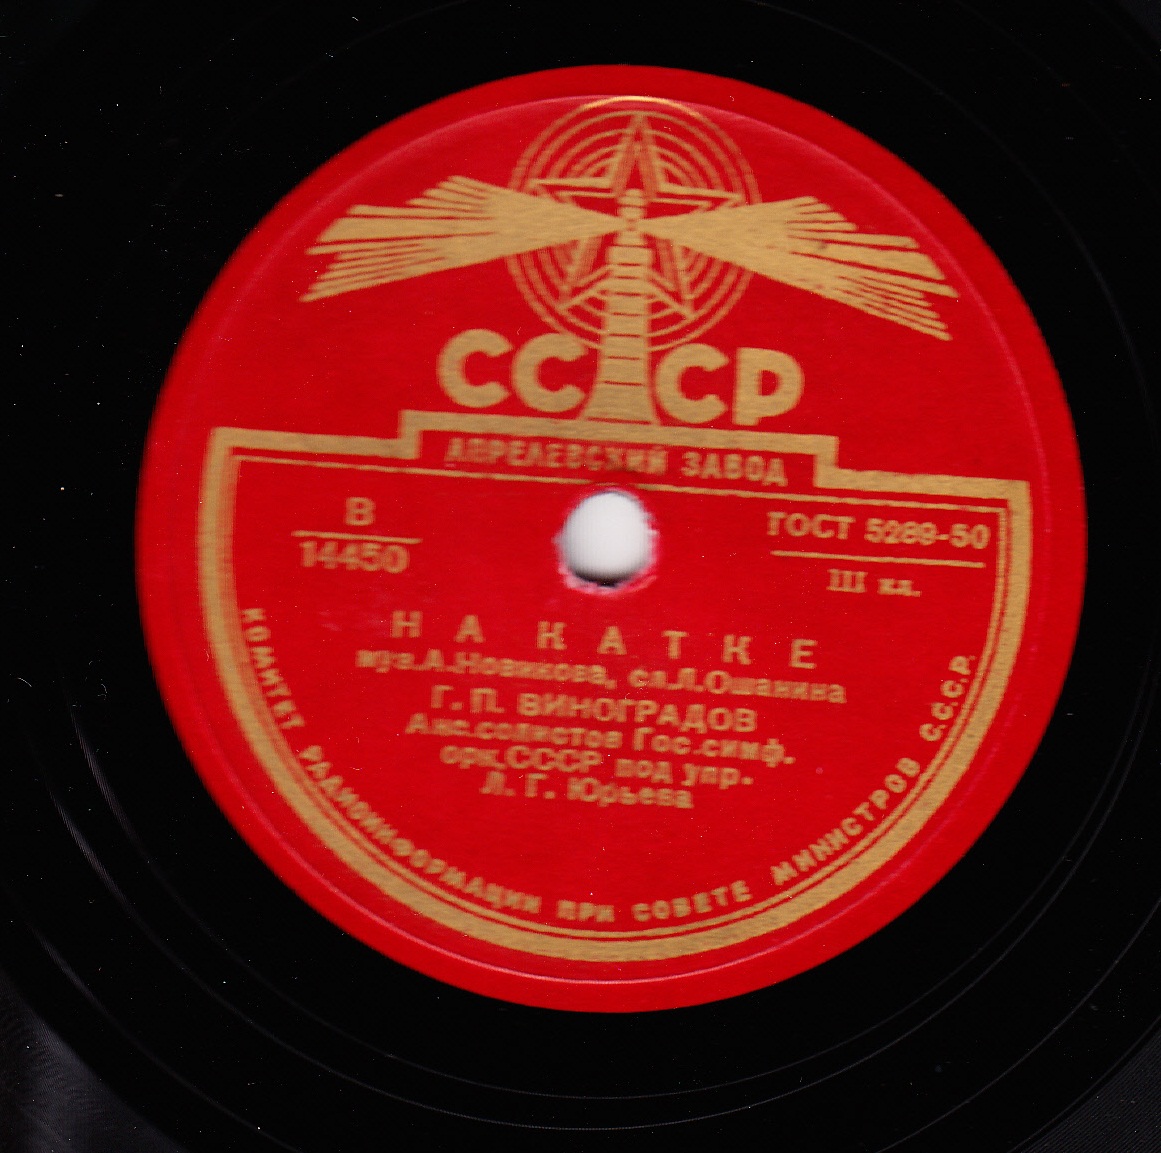 СССР
АПРЕЛЕВСКИЙ ЗАВОД
В
14450
ГОСТ 5289-50
III кл.
НА КАТКЕ
муз.А.Новикова, сл.Л.Ошанина
Г. П. ВИНОГРАДОВ
Анс.солистов Гос.симф.
орк.СССР под упр.
Л. Г. Юрьева
КОМИТЕТ РАДИОИНФОРМАЦИИ ПРИ СОВЕТЕ МИНИСТРОВ С.С.С.Р.